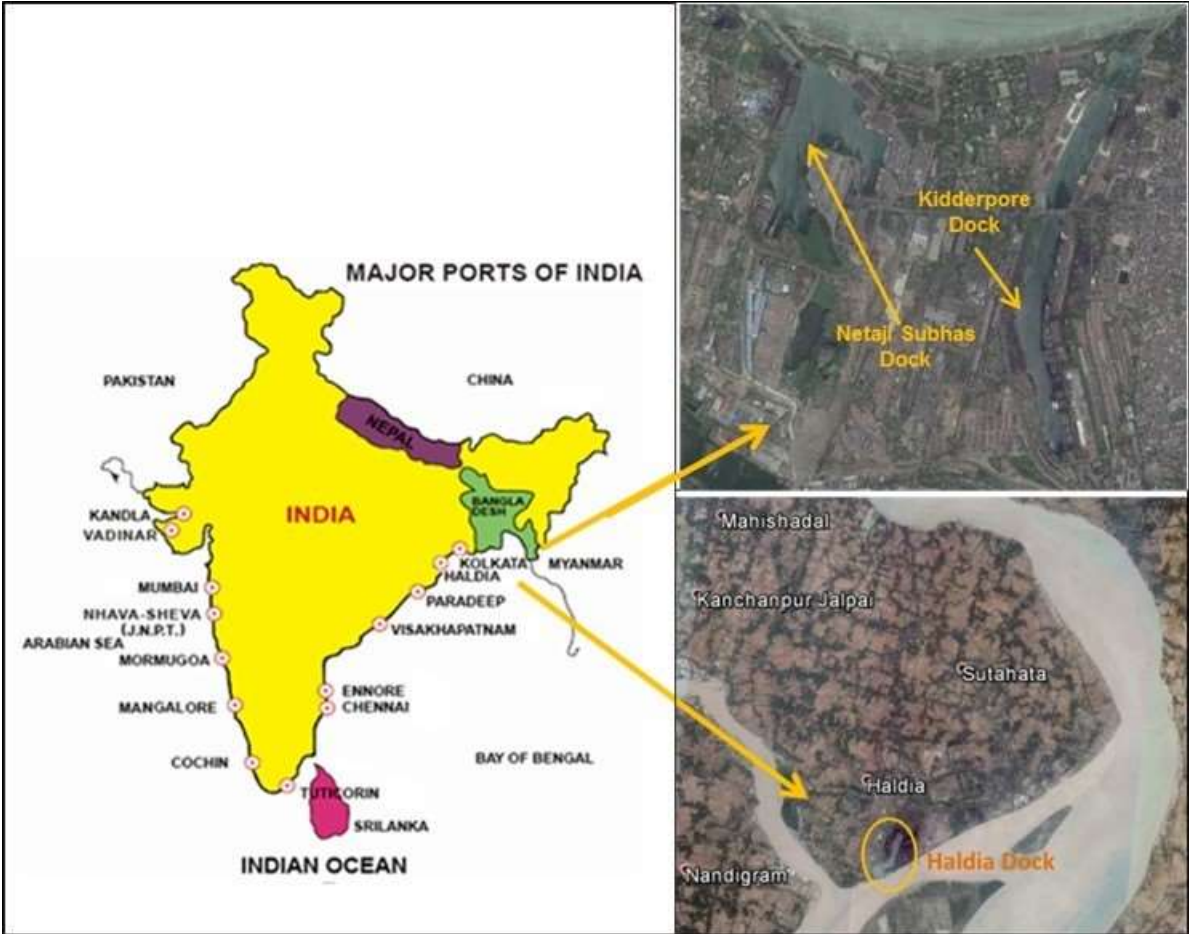 MAJOR PORTS OF INDIA
PAKISTAN
CHINA
NEPAL
BANGLA
DESH
INDIA
KANDLA
VADINAR
KOLKATA
MYANMAR
HALDIA
MUMBAI
PARADEEP
NHAVA-SHEVA
(J.N.P.T.)
VISAKHAPATNAM
ARABIAN SEA
MORMUGOA
ENNORE
MANGALORE
CHENNAI
COCHIN
BAY OF BENGAL
TUTICORIN
SRILANKA
INDIAN OCEAN
Kidderpore
Dock
Netaji Subhas
Dock
Mahishadal
Kanchanpur Jalpai
Sutahata
Haldia
Haldia Dock
Nandigram